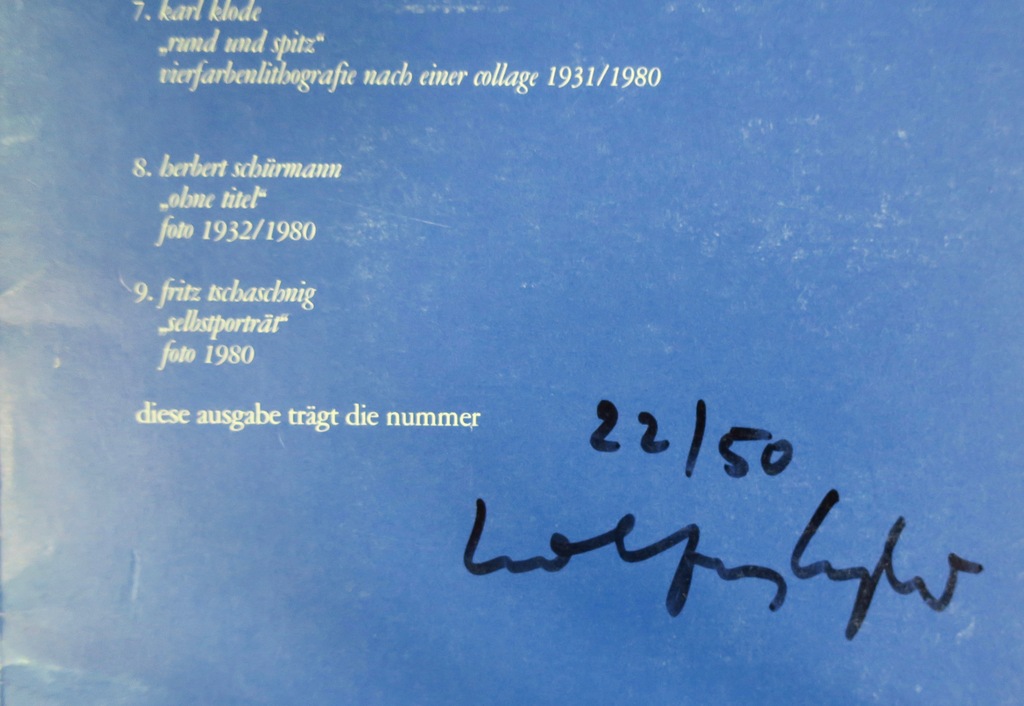 7. karl klode
„rund und spitz“
vierfarbenlithografie nach einer collage 1931/1980
8. herbert schürmann
„ohne titel“
foto 1932/1980
9. fritz tschaschnig
„selbstporträt“
foto 1980
diese ausgabe trägt die nummer
22/50
wolfgang